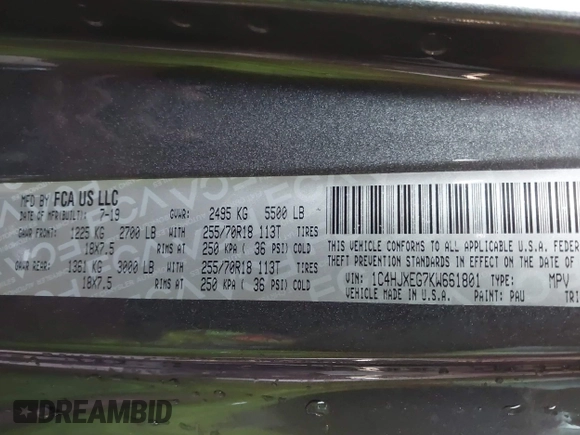 MFD BY FCA US LLC
DATE OF MFR(BUILT): 7-19 GVWR: 2495 KG 5500 LB
GAWR FRONT: 1225 KG 2700 LB 255/70R18 113T TIRES
18X7.5 RIMS AT 250 KPA ( 36 PSI) COLD
GAWR REAR: 1361 KG 3000 LB 255/70R18 113T TIRES
18X7.5 RIMS AT 250 KPA ( 36 PSI) COLD
THIS VEHICLE CONFORMS TO ALL APPLICABLE U.S.A. FEDER
STANDARDS IN EFFECT ON THE DATE OF
VIN: 1C4HJXEG7KW661801 TYPE: MPV
VEHICLE MADE IN U.S.A. PAINT: PAU TRI
DREAMBID